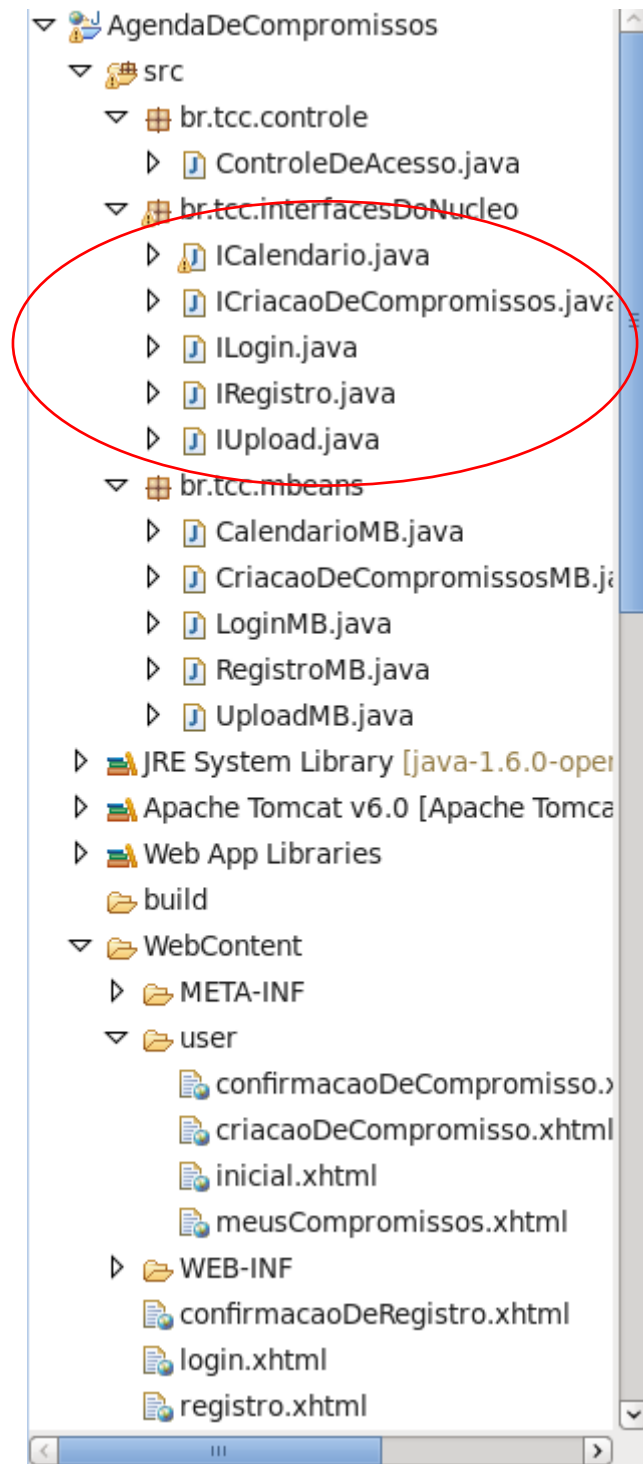 AgendaDeCompromissos
src
br.tcc.controle
ControleDeAcesso.java
br.tcc.interfacesDoNucleo
ICalendario.java
ICriacaoDeCompromissos.java
ILogin.java
IRegistro.java
IUpload.java
br.tcc.mbeans
CalendarioMB.java
CriacaoDeCompromissosMB.ja
LoginMB.java
RegistroMB.java
UploadMB.java
JRE System Library [java-1.6.0-oper
Apache Tomcat v6.0 [Apache Tomca
Web App Libraries
build
WebContent
META-INF
user
confirmacaoDeCompromisso.x
criacaoDeCompromisso.xhtml
inicial.xhtml
meusCompromissos.xhtml
WEB-INF
confirmacaoDeRegistro.xhtml
login.xhtml
registro.xhtml